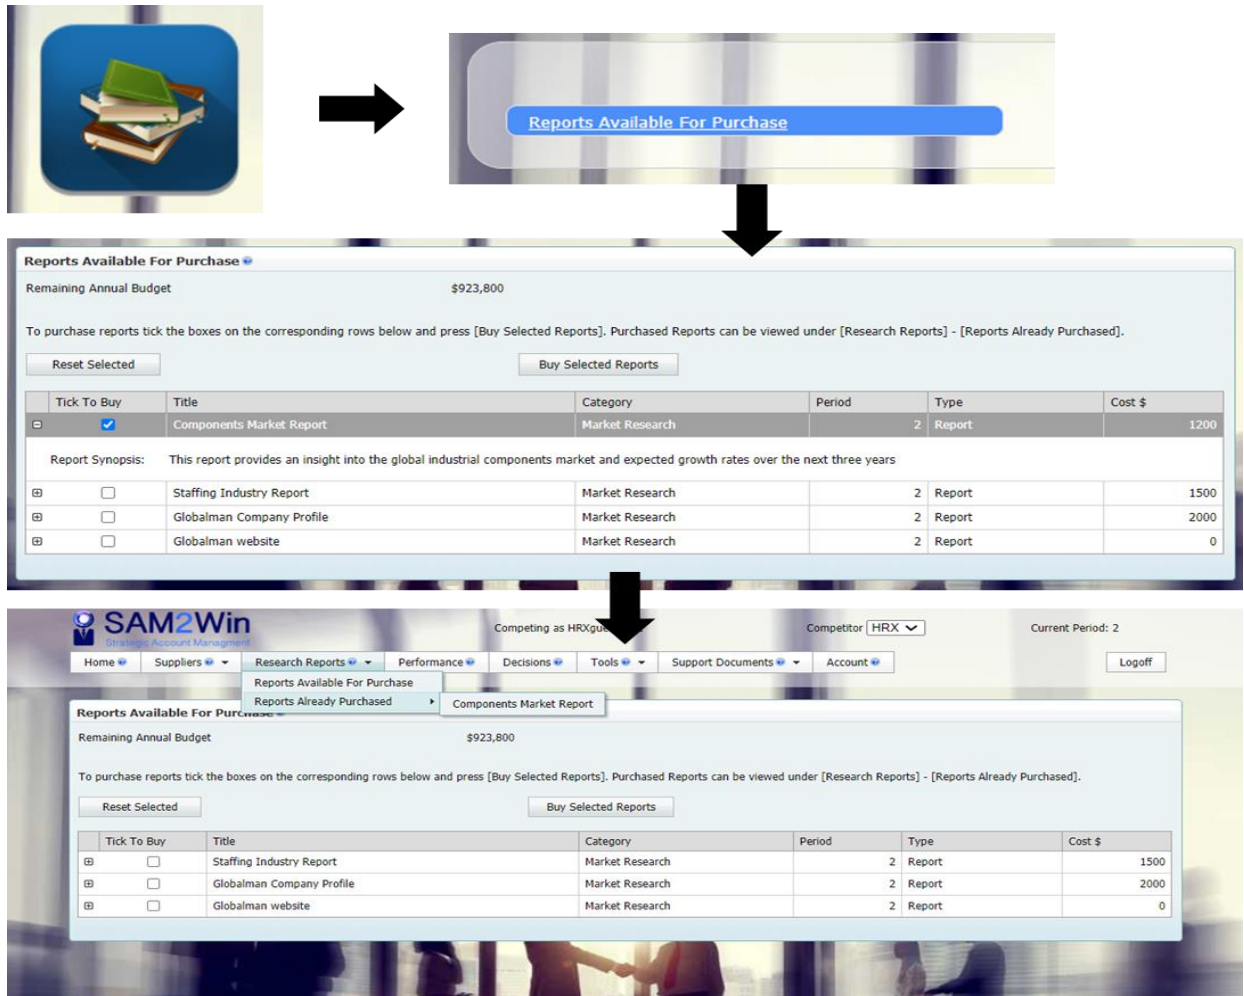 Reports Available For Purchase
Reports Available For Purchase
Remaining Annual Budget $923,800
To purchase reports tick the boxes on the corresponding rows below and press [Buy Selected Reports]. Purchased Reports can be viewed under [Research Reports] - [Reports Already Purchased].
Reset Selected Buy Selected Reports
Tick To Buy Title Category Period Type Cost $
Components Market Report Market Research 2 Report 1200
Report Synopsis: This report provides an insight into the global industrial components market and expected growth rates over the next three years
Staffing Industry Report Market Research 2 Report 1500
Globalman Company Profile Market Research 2 Report 2000
Globalman website Market Research 2 Report 0
SAM2Win
Strategic Account Managment
Competing as Competitor HRX Current Period: 2
Home Suppliers Research Reports Performance Decisions Tools Support Documents Account Logoff
Reports Available For Purchase
Reports Already Purchased Components Market Report
Reports Available For
Remaining Annual Budget $923,800
To purchase reports tick the boxes on the corresponding rows below and press [Buy Selected Reports]. Purchased Reports can be viewed under [Research Reports] - [Reports Already Purchased].
Reset Selected Buy Selected Reports
Tick To Buy Title Category Period Type Cost $
Staffing Industry Report Market Research 2 Report 1500
Globalman Company Profile Market Research 2 Report 2000
Globalman website Market Research 2 Report 0